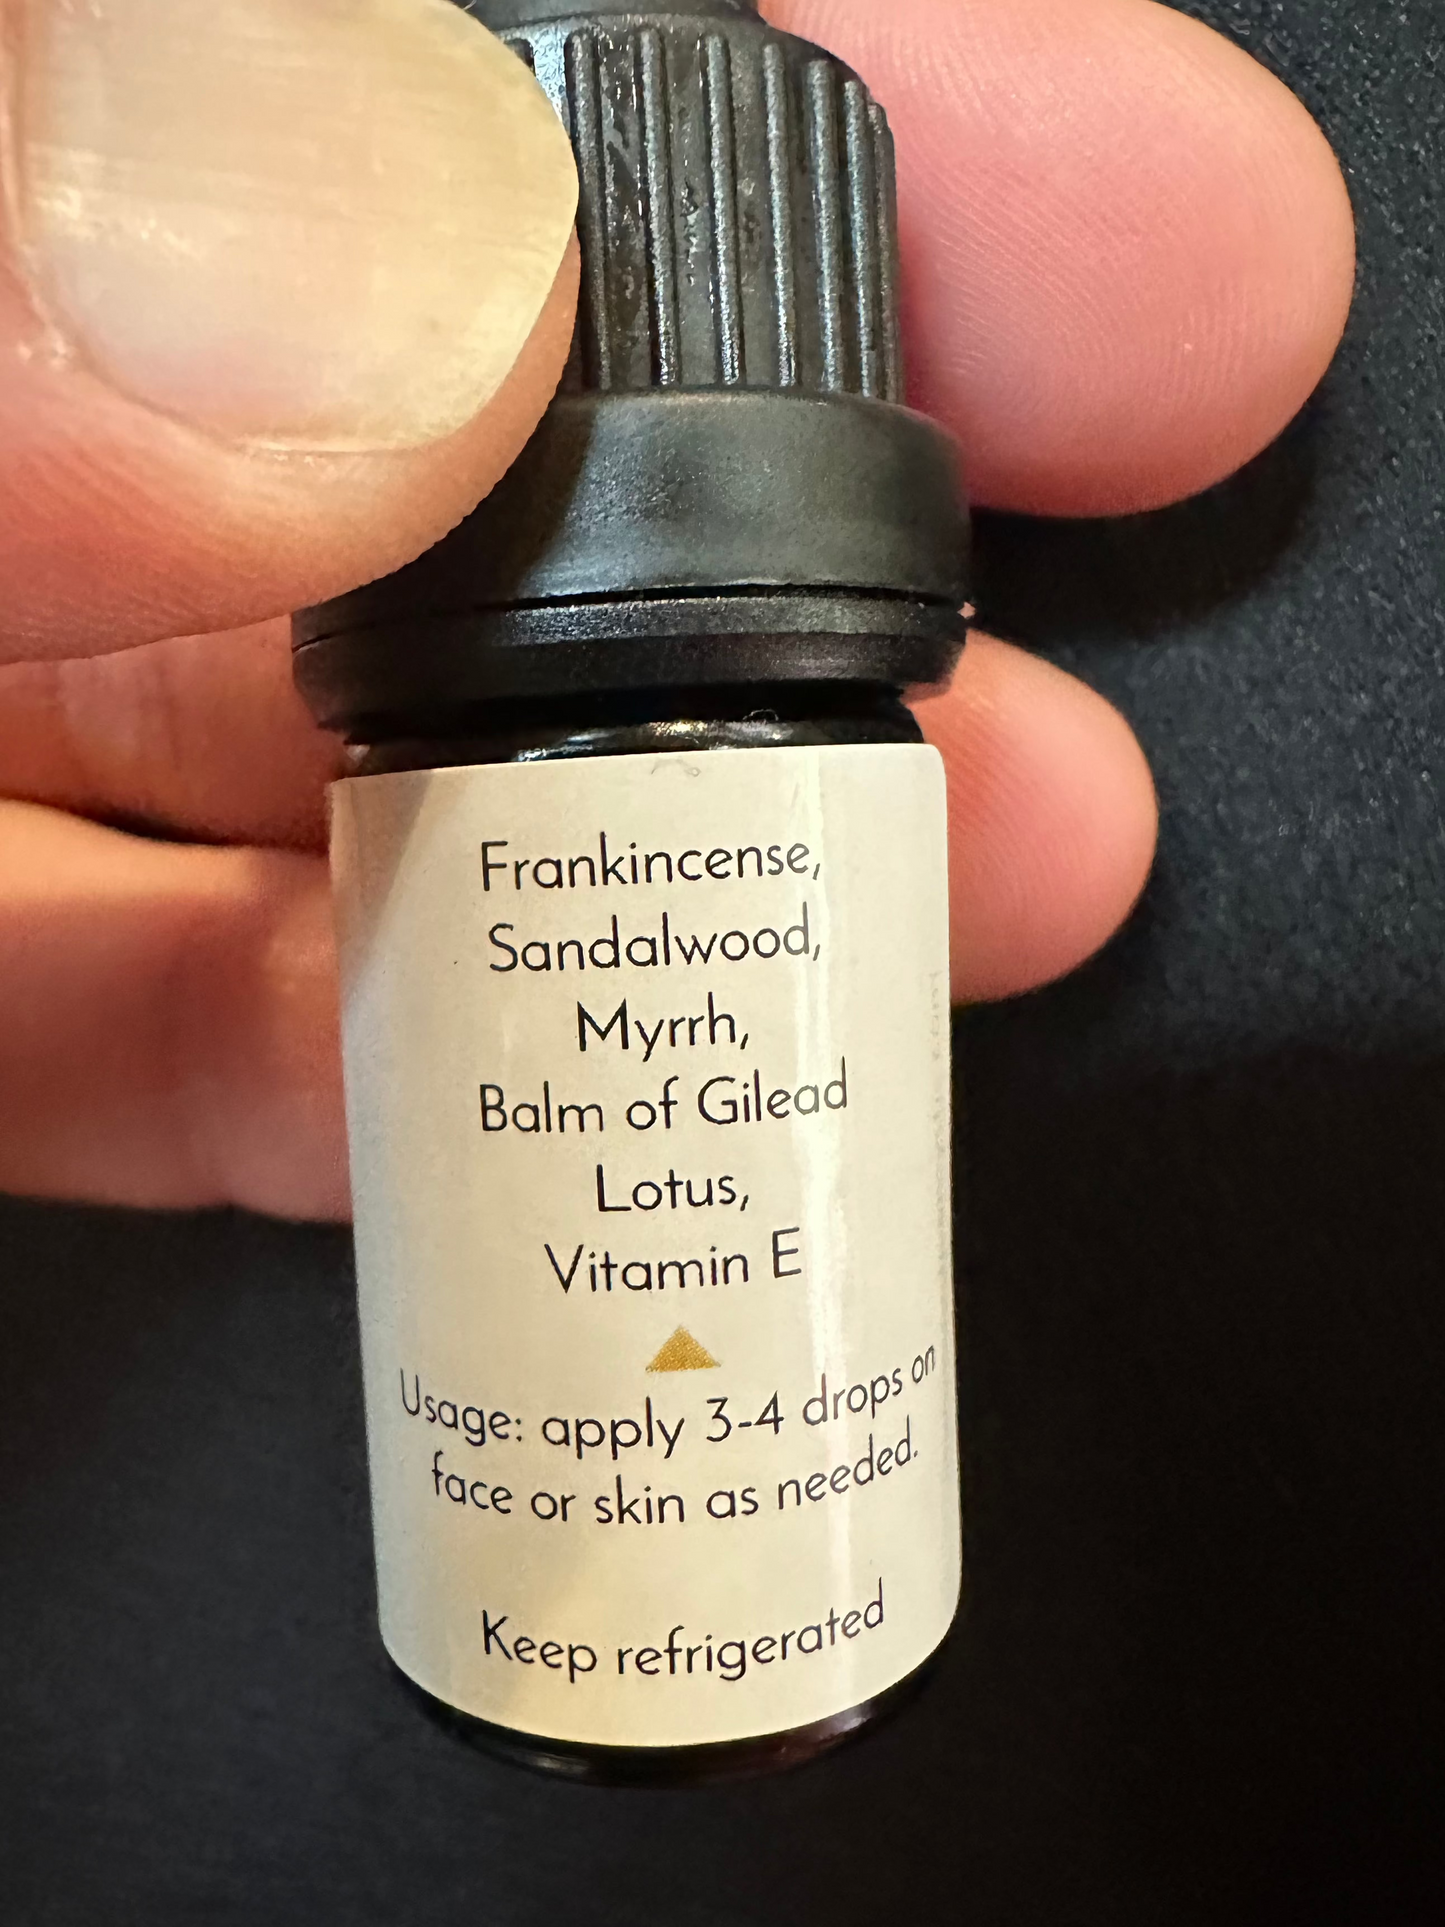 Frankincense,
Sandalwood,
Myrrh,
Balm of Gilead
Lotus,
Vitamin E
Usage: apply 3-4 drops on
face or skin as needed.
Keep refrigerated